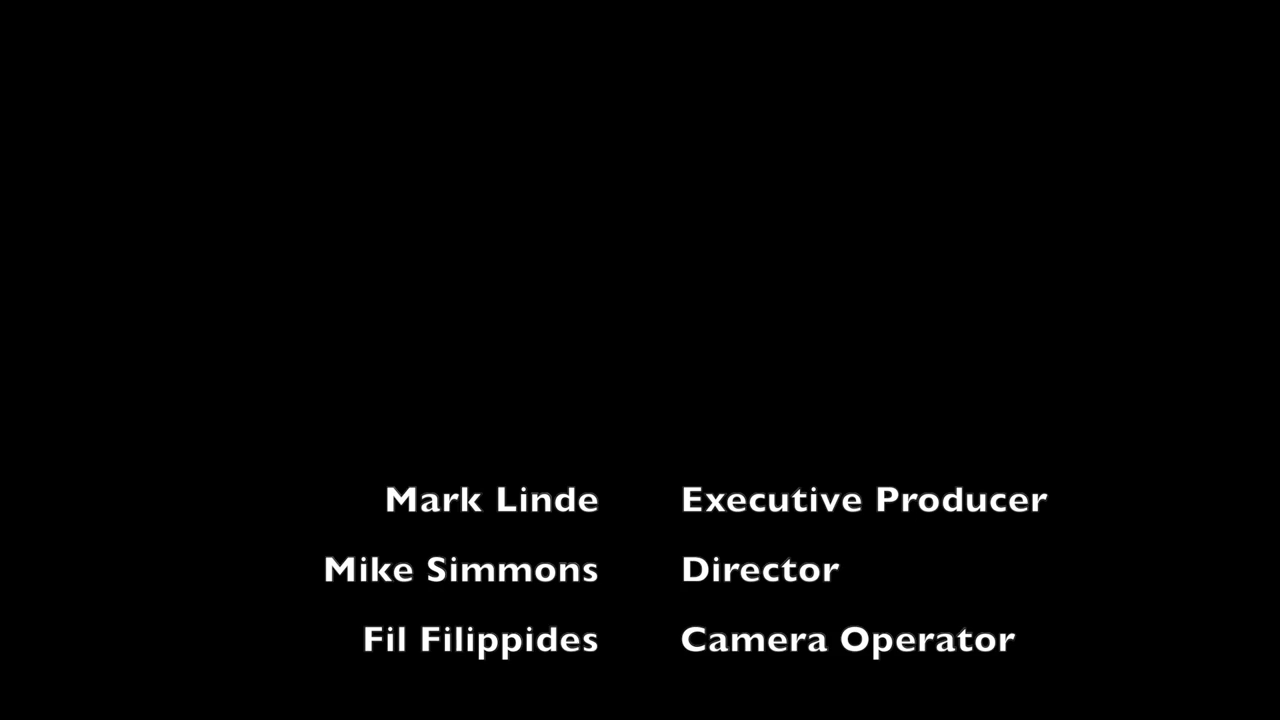 Mark Linde Executive Producer
Mike Simmons Director
Fil Filippides Camera Operator